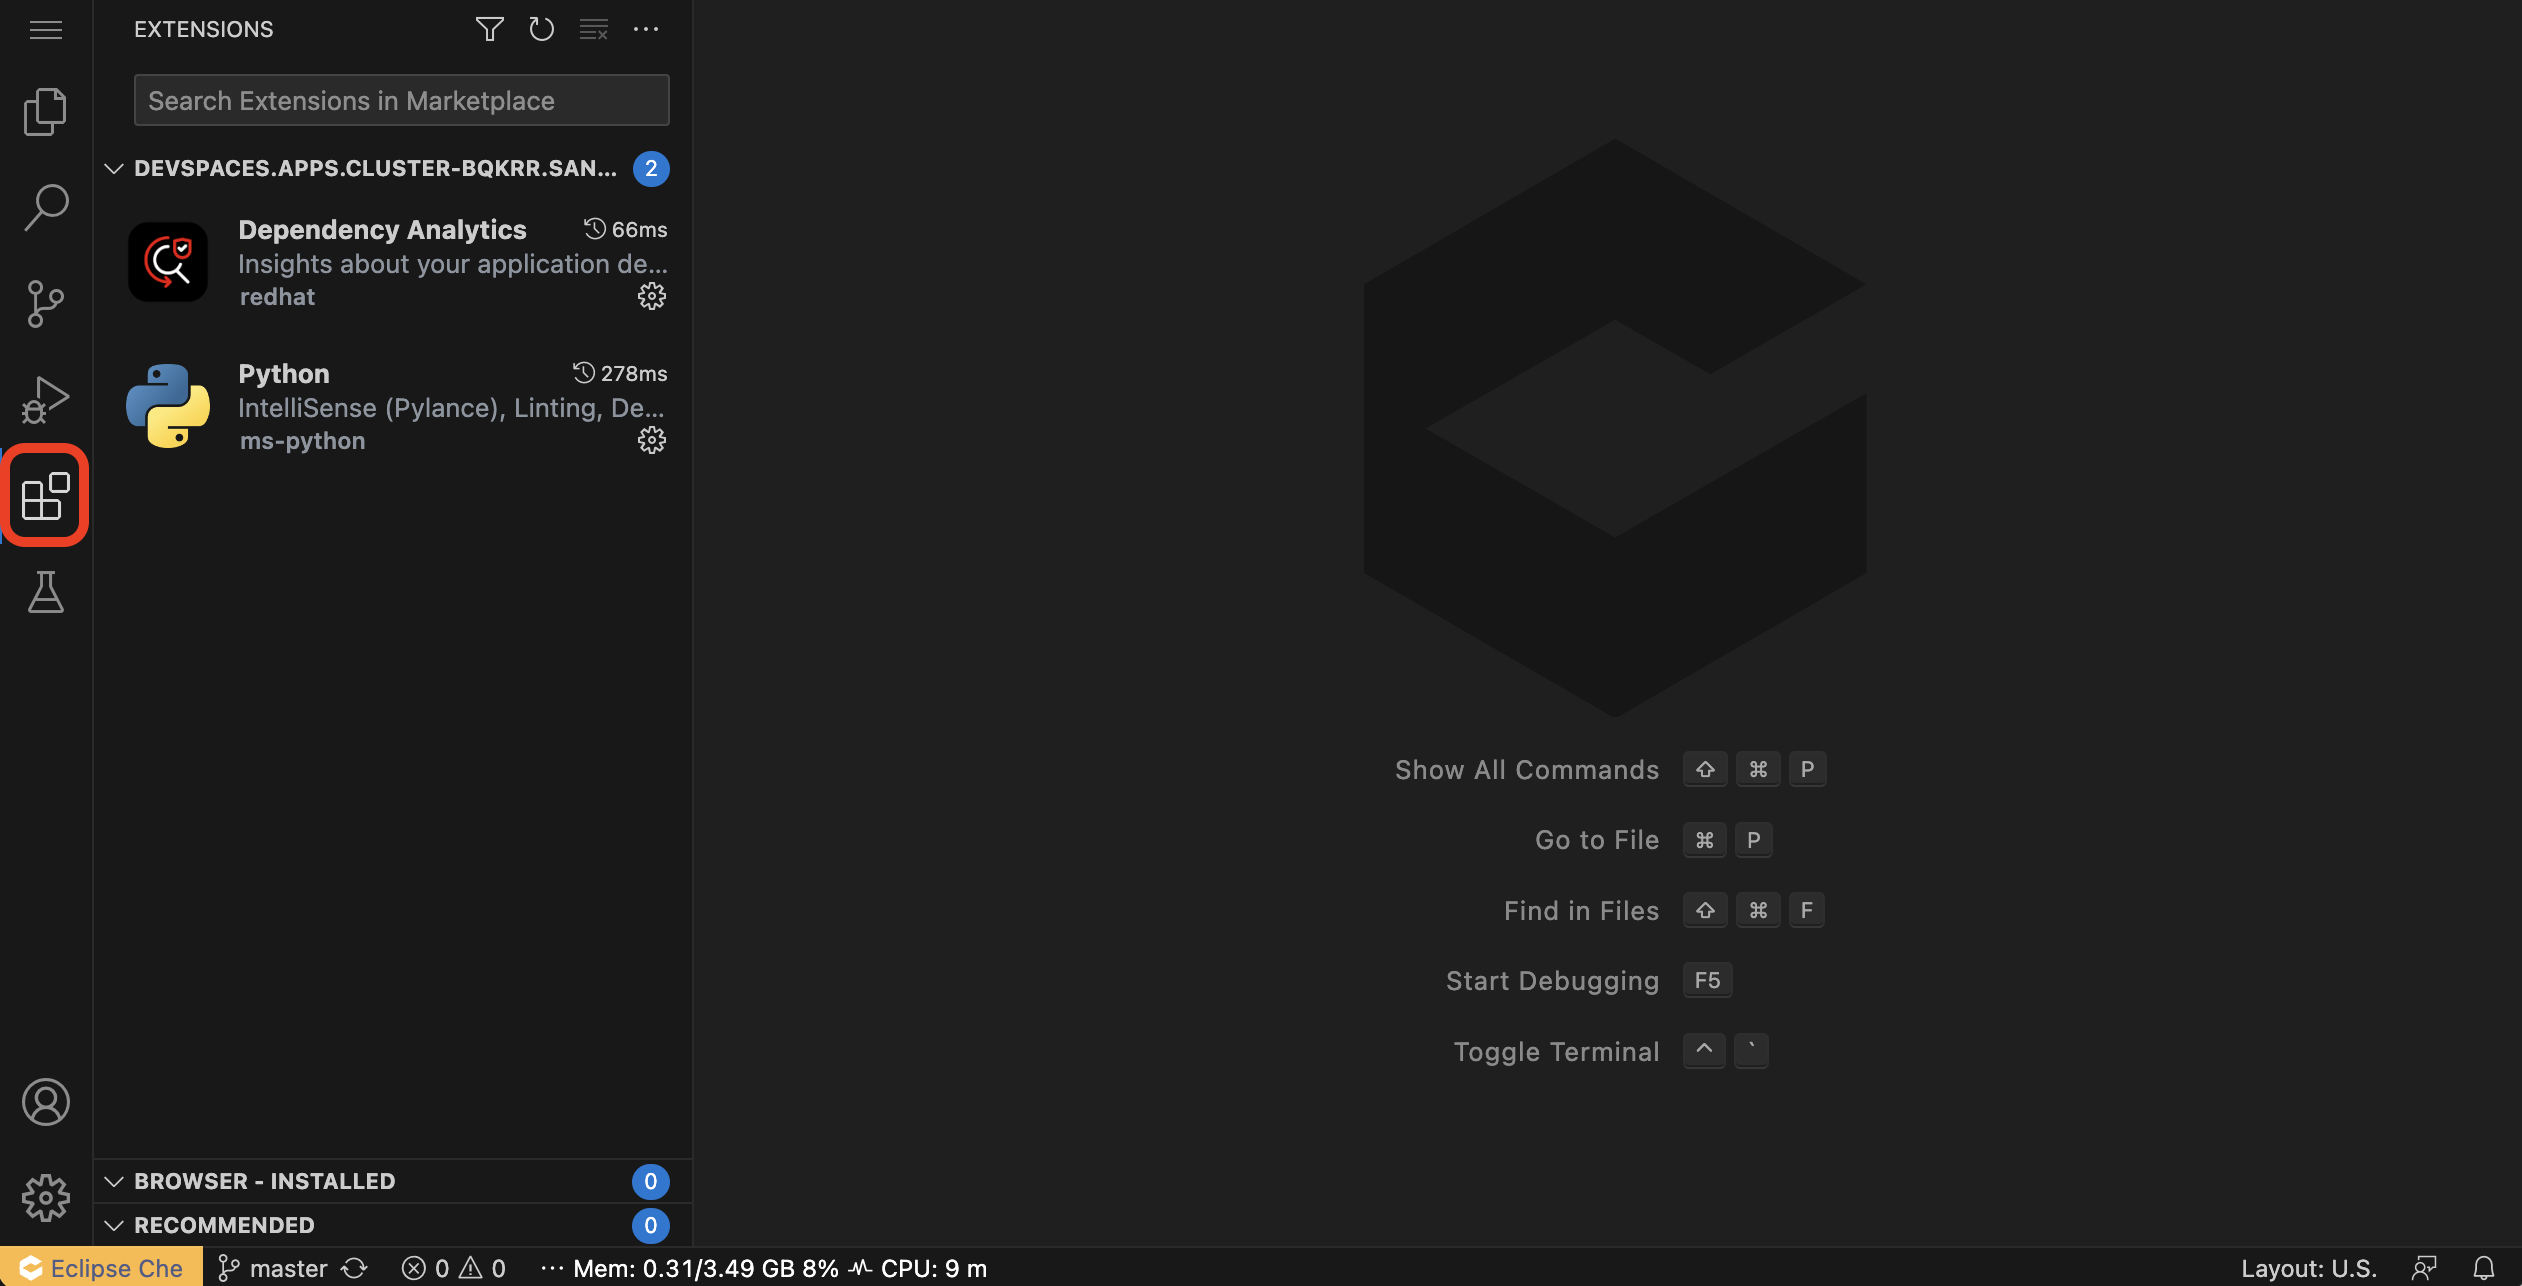 EXTENSIONS
Search Extensions in Marketplace
DEVSPACES.APPS.CLUSTER-BQKRR.SAN... 2
Dependency Analytics 66ms
Insights about your application de...
redhat
Python 278ms
IntelliSense (Pylance), Linting, De...
ms-python
Show All Commands ⇧ ⌘ P
Go to File ⌘ P
Find in Files ⇧ ⌘ F
Start Debugging F5
Toggle Terminal ^ `
BROWSER - INSTALLED 0
RECOMMENDED 0
Eclipse Che master 0 0 ··· Mem: 0.31/3.49 GB 8% CPU: 9 m Layout: U.S.